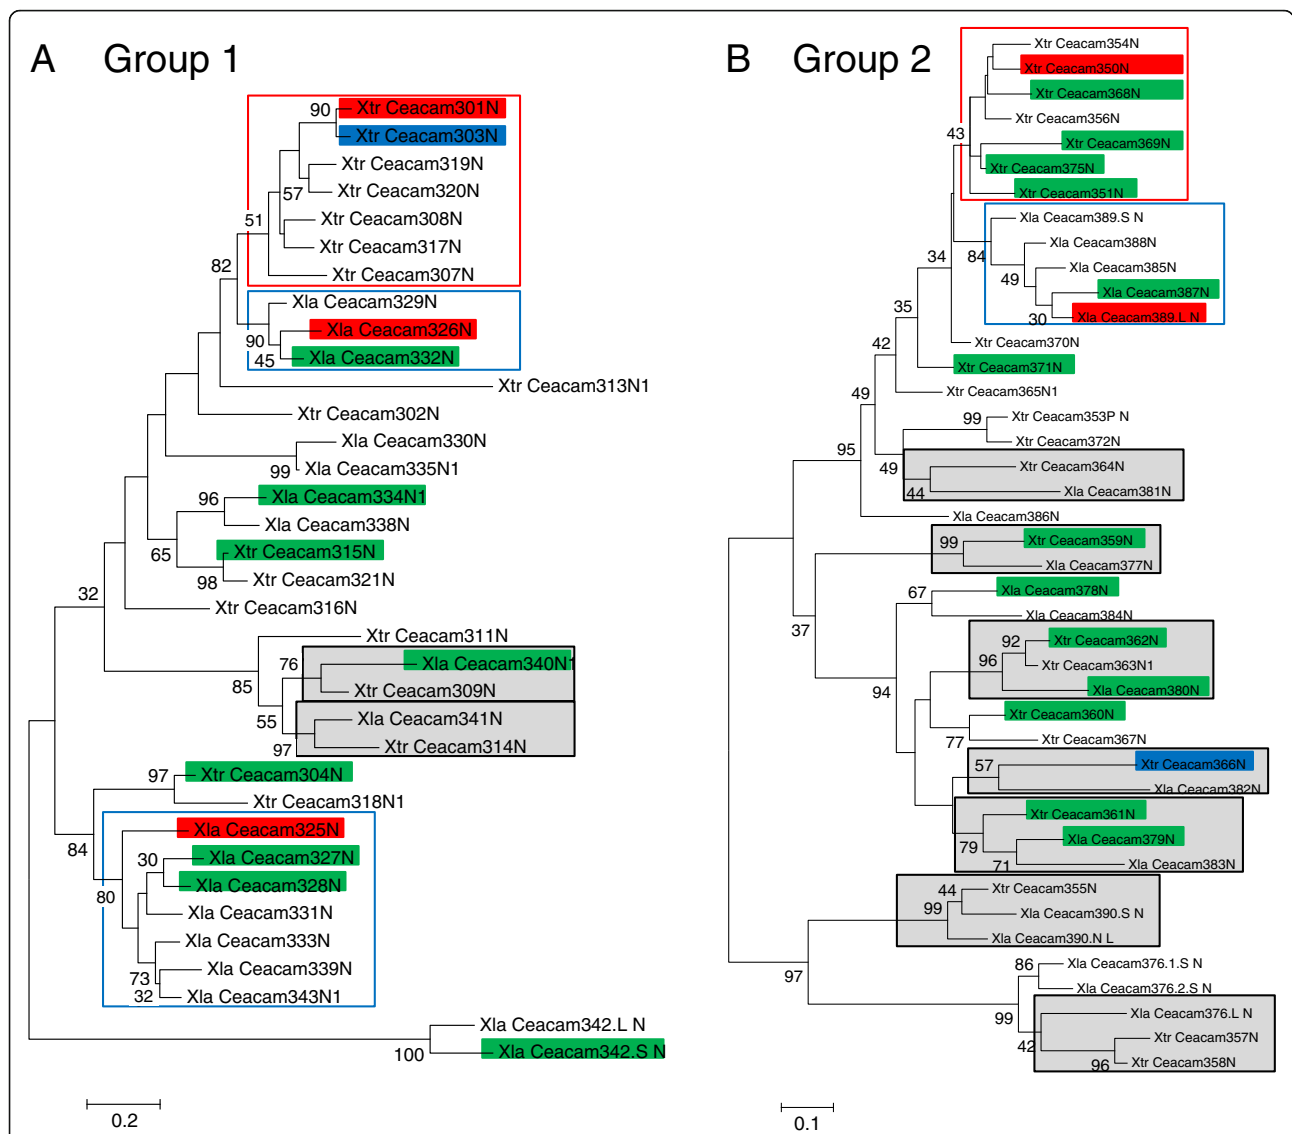 A Group 1
90
Xtr Ceacam301N
Xtr Ceacam303N
Xtr Ceacam319N
57
Xtr Ceacam320N
51
Xtr Ceacam308N
Xtr Ceacam317N
82
Xtr Ceacam307N
Xla Ceacam329N
90
Xla Ceacam326N
45
Xla Ceacam332N
Xtr Ceacam313N1
Xtr Ceacam302N
Xla Ceacam330N
99
Xla Ceacam335N1
96
Xla Ceacam334N1
Xla Ceacam338N
65
Xtr Ceacam315N
98
Xtr Ceacam321N
32
Xtr Ceacam316N
Xtr Ceacam311N
76
Xla Ceacam340N1
85
Xtr Ceacam309N
55
Xla Ceacam341N
97
Xtr Ceacam314N
97
Xtr Ceacam304N
Xtr Ceacam318N1
84
Xla Ceacam325N
30
Xla Ceacam327N
80
Xla Ceacam328N
Xla Ceacam331N
Xla Ceacam333N
73
Xla Ceacam339N
32
Xla Ceacam343N1
Xla Ceacam342.L N
100
Xla Ceacam342.S N
0.2
B Group 2
Xtr Ceacam354N
Xtr Ceacam350N
Xtr Ceacam368N
Xtr Ceacam356N
43
Xtr Ceacam369N
Xtr Ceacam375N
Xtr Ceacam351N
Xla Ceacam389.S N
84
Xla Ceacam388N
34
49
Xla Ceacam385N
Xla Ceacam387N
35
30
Xla Ceacam389.L N
42
Xtr Ceacam370N
Xtr Ceacam371N
49
Xtr Ceacam365N1
99
Xtr Ceacam353P N
Xtr Ceacam372N
95
49
Xtr Ceacam364N
44
Xla Ceacam381N
Xla Ceacam386N
99
Xtr Ceacam359N
Xla Ceacam377N
67
Xla Ceacam378N
Xla Ceacam384N
37
92
Xtr Ceacam362N
96
Xtr Ceacam363N1
94
Xla Ceacam380N
Xtr Ceacam360N
77
Xtr Ceacam367N
57
Xtr Ceacam366N
Xla Ceacam382N
Xtr Ceacam361N
79
Xla Ceacam379N
71
Xla Ceacam383N
44
Xtr Ceacam355N
99
Xla Ceacam390.S N
Xla Ceacam390.N L
97
86
Xla Ceacam376.1.S N
Xla Ceacam376.2.S N
99
Xla Ceacam376.L N
42
Xtr Ceacam357N
96
Xtr Ceacam358N
0.1